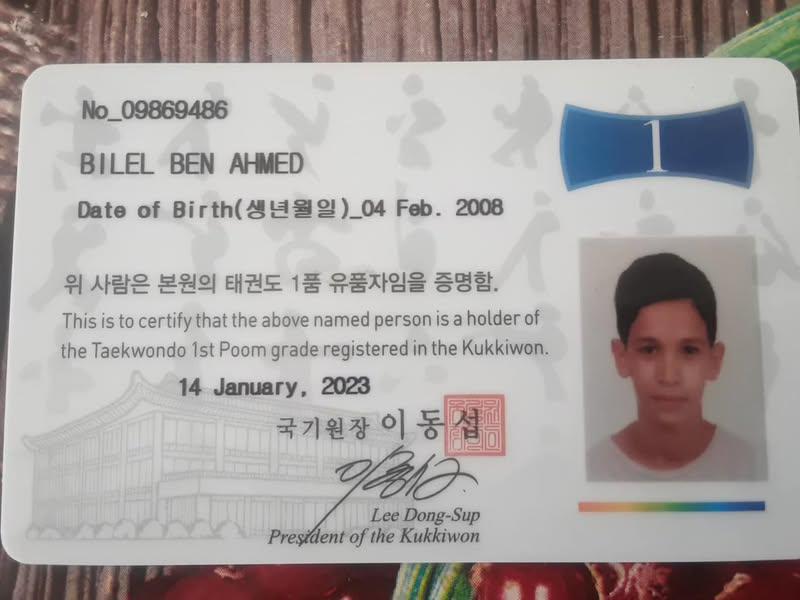 No_09869486
1
BILEL BEN AHMED
Date of Birth(생년월일)_04 Feb. 2008
위 사람은 본원의 태권도 1품 유품자임을 증명함.
This is to certify that the above named person is a holder of
the Taekwondo 1st Poom grade registered in the Kukkiwon.
14 January, 2023
국기원장 이동섭
Lee Dong-Sup
President of the Kukkiwon